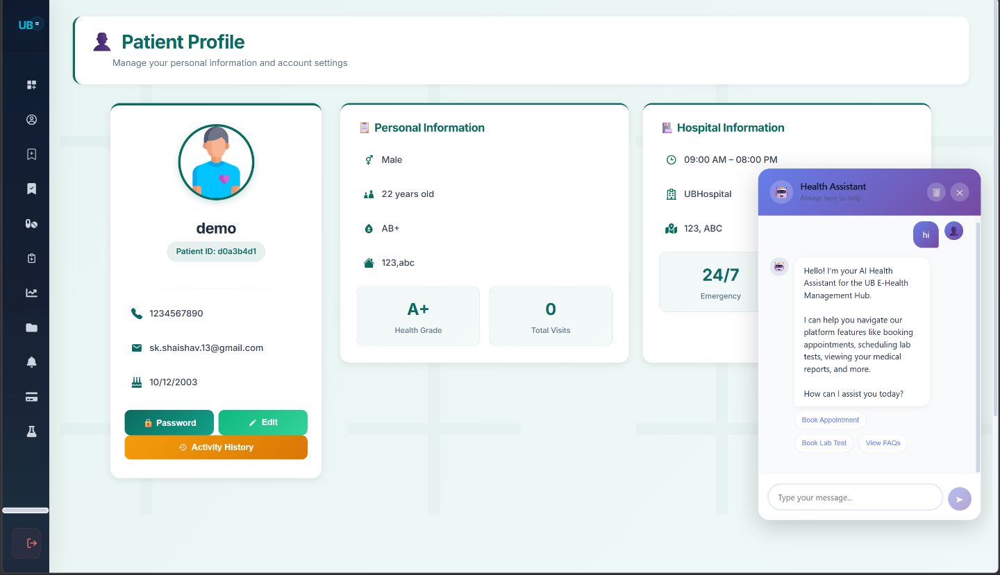 UB
Patient Profile
Manage your personal information and account settings
demo
Patient ID: d0a3b4d1
1234567890
sk.shaishav.13@gmail.com
10/12/2003
Password
Edit
Activity History
Personal Information
Male
22 years old
AB+
123,abc
A+
Health Grade
0
Total Visits
Hospital Information
09:00 AM – 08:00 PM
UBHospital
123, ABC
24/7
Emergency
Health Assistant
Always here to help
hi
Hello! I'm your AI Health
Assistant for the UB E-Health
Management Hub.
I can help you navigate our
platform features like booking
appointments, scheduling lab
tests, viewing your medical
reports, and more.
How can I assist you today?
Book Appointment
Book Lab Test
View FAQs
Type your message...